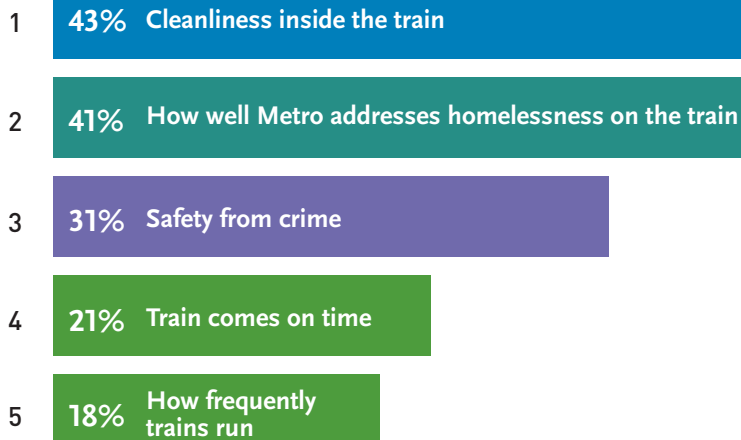 1 43% Cleanliness inside the train
2 41% How well Metro addresses homelessness on the train
3 31% Safety from crime
4 21% Train comes on time
5 18% How frequently
trains run